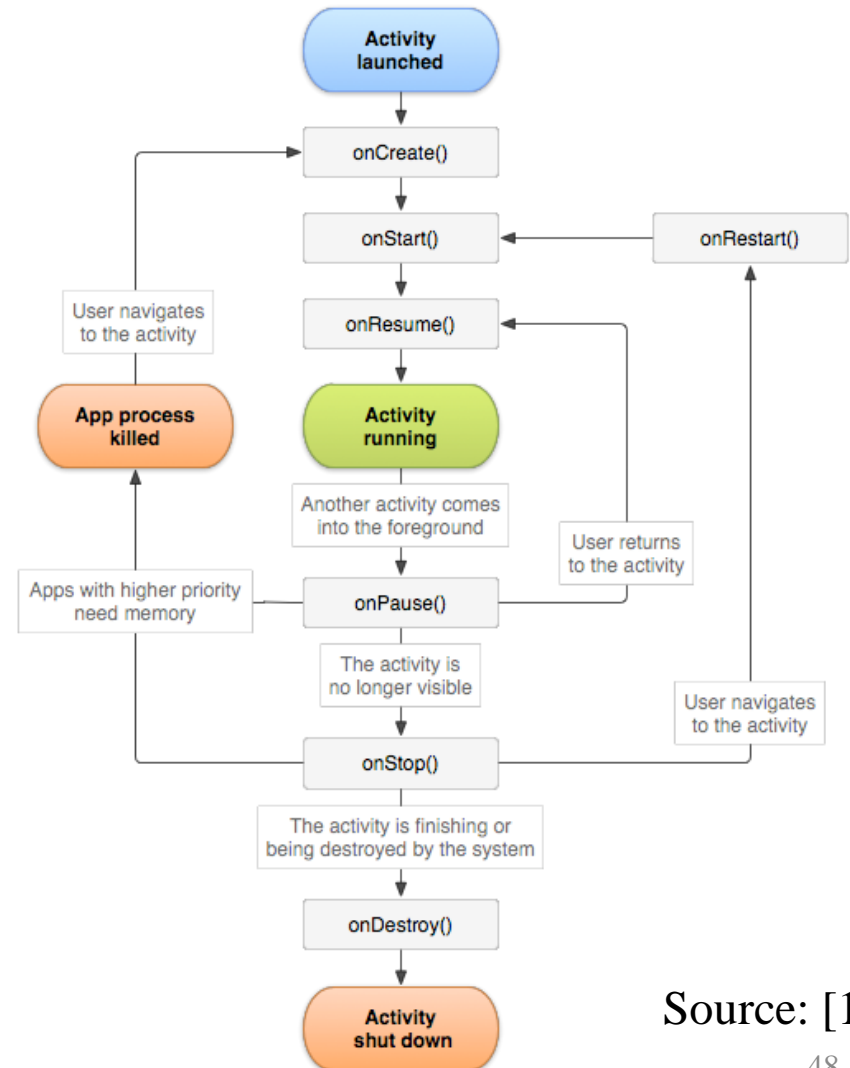 Activity
launched
onCreate()
onStart()
onRestart()
User navigates
to the activity
onResume()
App process
killed
Activity
running
Another activity comes
into the foreground
User returns
to the activity
Apps with higher priority
need memory
onPause()
The activity is
no longer visible
User navigates
to the activity
onStop()
The activity is finishing or
being destroyed by the system
onDestroy()
Activity
shut down
Source: [1
48